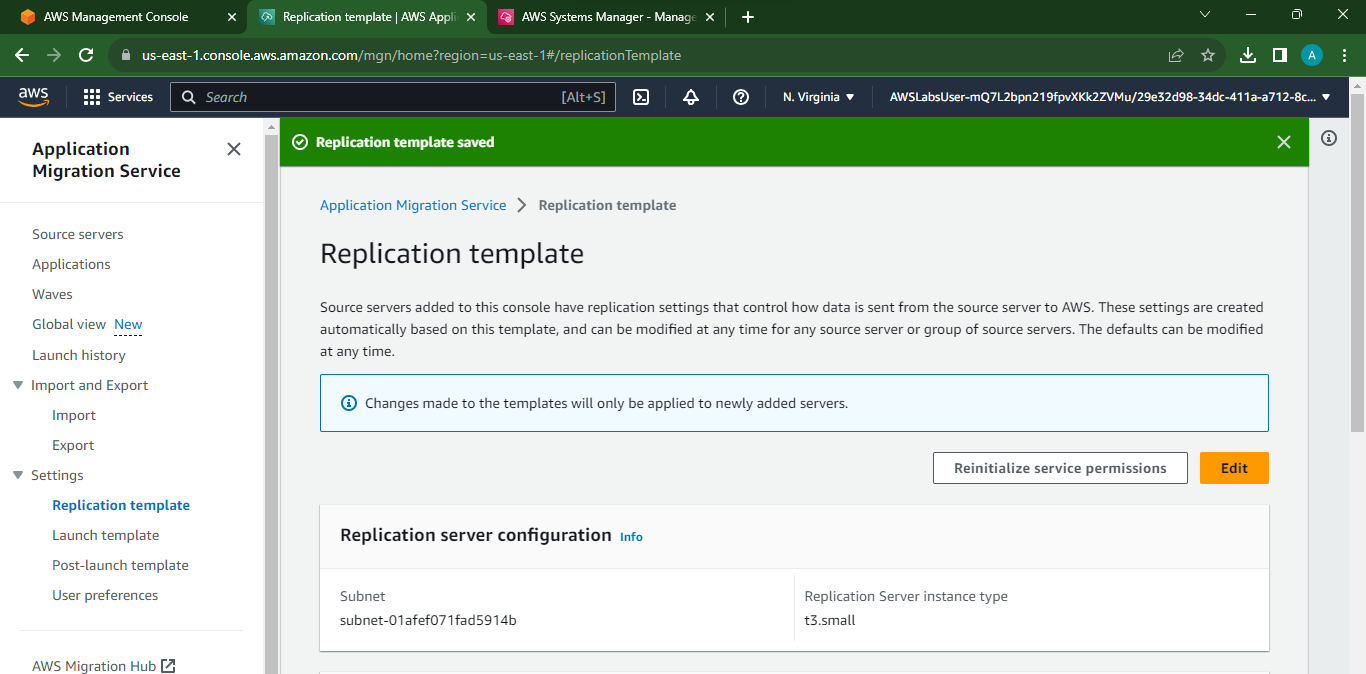 AWS Management Console
Replication template | AWS Appli
AWS Systems Manager - Manage
us-east-1.console.aws.amazon.com/mgn/home?region=us-east-1#/replicationTemplate
A
aws
Services
Search
[Alt+S]
N. Virginia
AWSLabsUser-mQ7L2bpn219fpvXKk2ZVMu/29e32d98-34dc-411a-a712-8c...
Application
Migration Service
Source servers
Applications
Waves
Global view New
Launch history
Import and Export
Import
Export
Settings
Replication template
Launch template
Post-launch template
User preferences
AWS Migration Hub
Replication template saved
Application Migration Service > Replication template
Replication template
Source servers added to this console have replication settings that control how data is sent from the source server to AWS. These settings are created
automatically based on this template, and can be modified at any time for any source server or group of source servers. The defaults can be modified
at any time.
Changes made to the templates will only be applied to newly added servers.
Reinitialize service permissions
Edit
Replication server configuration Info
Subnet
subnet-01afef071fad5914b
Replication Server instance type
t3.small